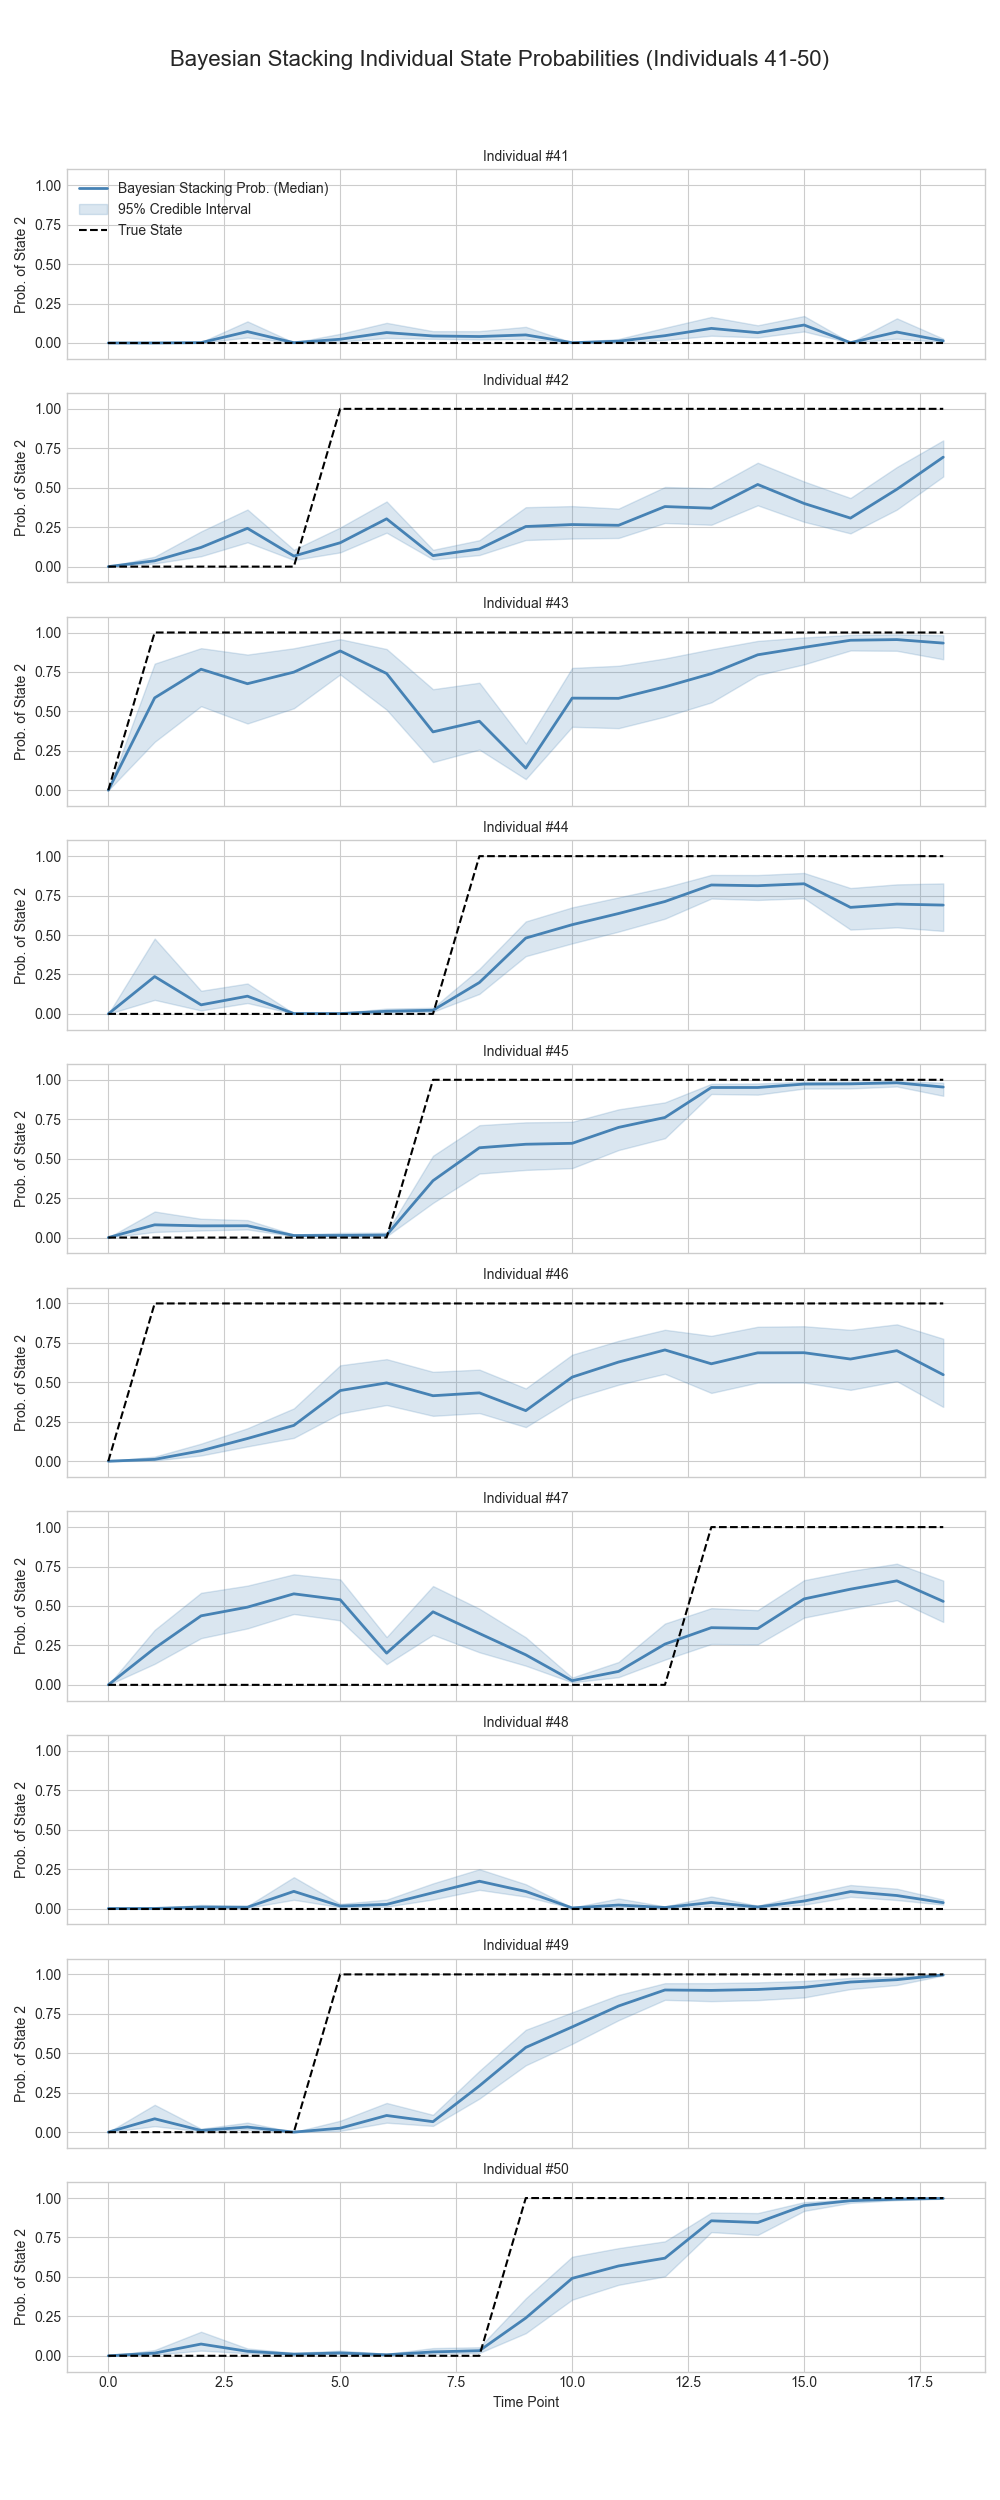 Bayesian Stacking Individual State Probabilities (Individuals 41-50)
Individual #41
Bayesian Stacking Prob. (Median)
95% Credible Interval
True State
1.00
0.75
0.50
0.25
0.00
Prob. of State 2
Individual #42
1.00
0.75
0.50
0.25
0.00
Prob. of State 2
Individual #43
1.00
0.75
0.50
0.25
0.00
Prob. of State 2
Individual #44
1.00
0.75
0.50
0.25
0.00
Prob. of State 2
Individual #45
1.00
0.75
0.50
0.25
0.00
Prob. of State 2
Individual #46
1.00
0.75
0.50
0.25
0.00
Prob. of State 2
Individual #47
1.00
0.75
0.50
0.25
0.00
Prob. of State 2
Individual #48
1.00
0.75
0.50
0.25
0.00
Prob. of State 2
Individual #49
1.00
0.75
0.50
0.25
0.00
Prob. of State 2
Individual #50
1.00
0.75
0.50
0.25
0.00
Prob. of State 2
0.0 2.5 5.0 7.5 10.0 12.5 15.0 17.5
Time Point